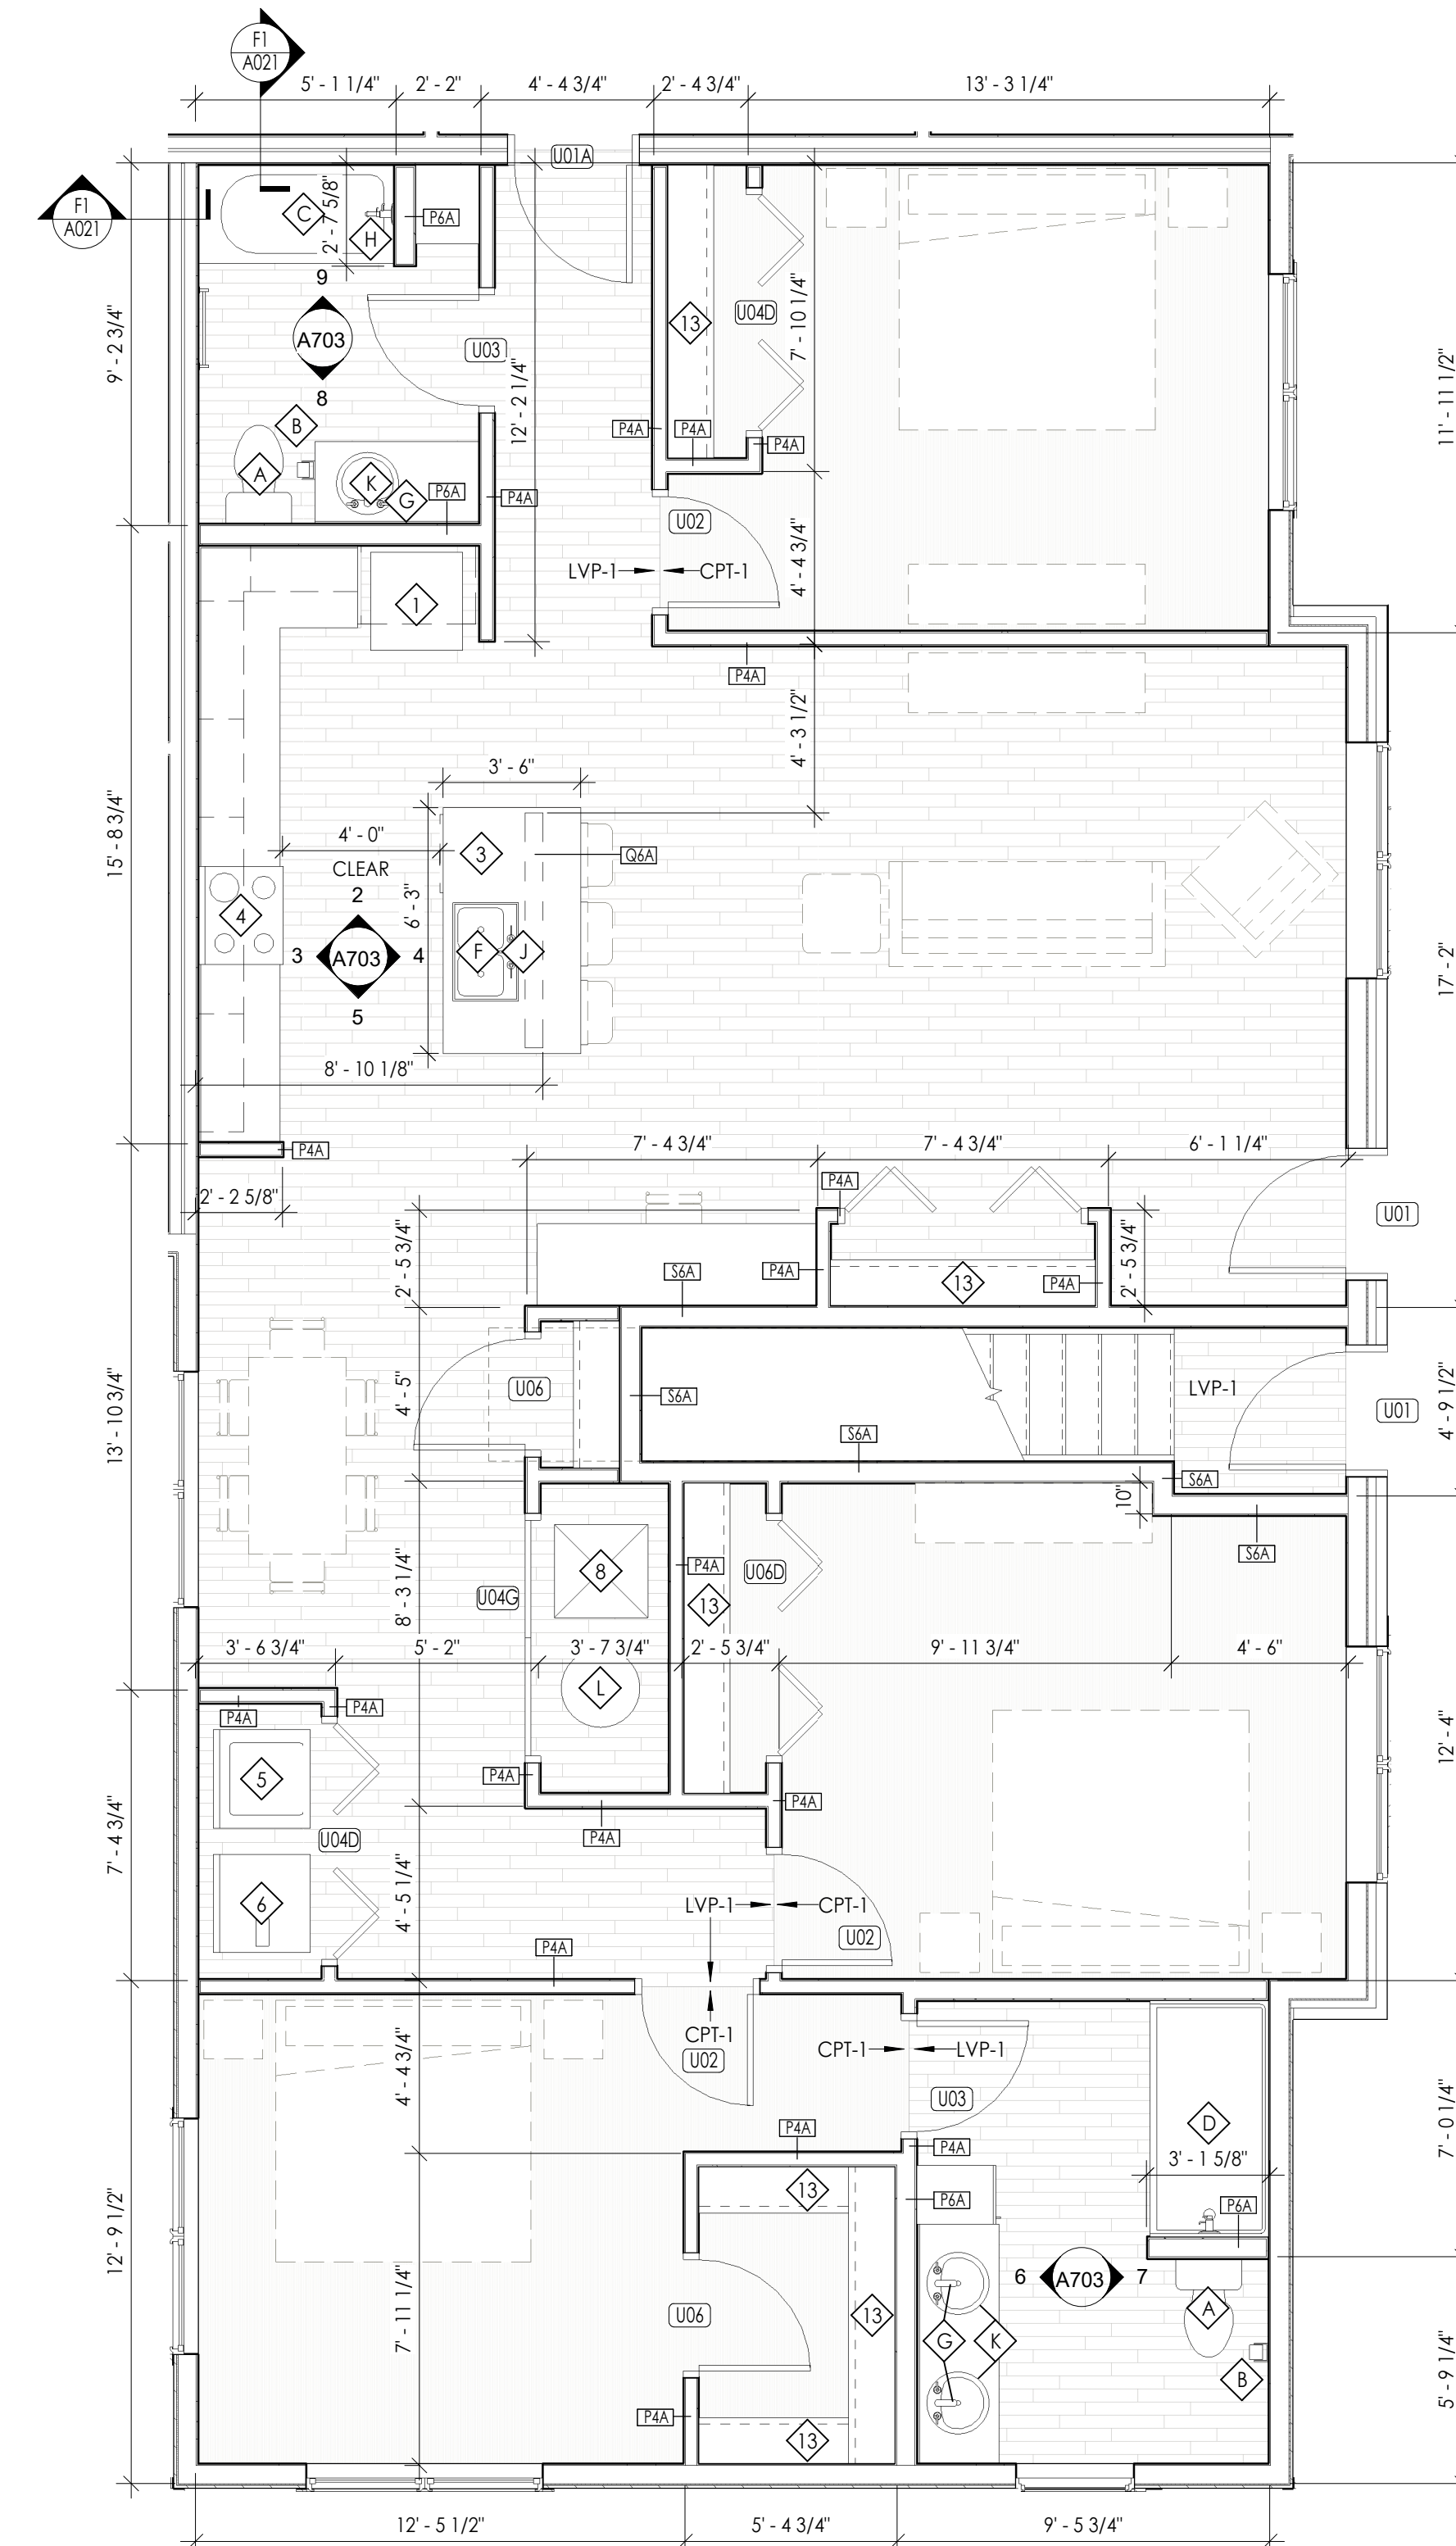 F1
A021
5' - 1 1/4"
2' - 2"
4' - 4 3/4"
2' - 4 3/4"
13' - 3 1/4"
U01A
F1
A021
C
2' - 7 5/8"
H
P6A
9
A703
8
U03
9' - 2 3/4"
12' - 2 1/4"
13
U04D
7' - 10 1/4"
11' - 11 1/2"
B
A
K
G
P6A
P4A
P4A
P4A
P4A
U02
LVP-1
CPT-1
4' - 4 3/4"
1
P4A
4' - 3 1/2"
3' - 6"
15' - 8 3/4"
4' - 0"
CLEAR
3
Q6A
2
6' - 3"
4
3
A703
4
F
J
5
17' - 2"
8' - 10 1/8"
P4A
7' - 4 3/4"
7' - 4 3/4"
6' - 1 1/4"
2' - 2 5/8"
P4A
U01
2' - 5 3/4"
S6A
P4A
13
P4A
2' - 5 3/4"
13' - 10 3/4"
4' - 5"
U06
S6A
LVP-1
U01
4' - 9 1/2"
S6A
S6A
10"
S6A
8' - 3 1/4"
U04G
8
P4A
13
U06D
3' - 6 3/4"
5' - 2"
3' - 7 3/4"
2' - 5 3/4"
9' - 11 3/4"
4' - 6"
L
P4A
P4A
12' - 4"
5
P4A
P4A
P4A
7' - 4 3/4"
U04D
6
4' - 5 1/4"
LVP-1
CPT-1
U02
P4A
CPT-1
U02
CPT-1
LVP-1
4' - 4 3/4"
U03
D
7' - 0 1/4"
P4A
P4A
3' - 1 5/8"
13
P6A
P6A
12' - 9 1/2"
7' - 11 1/4"
6
A703
7
U06
13
A
G
K
B
5' - 9 1/4"
P4A
13
12' - 5 1/2"
5' - 4 3/4"
9' - 5 3/4"